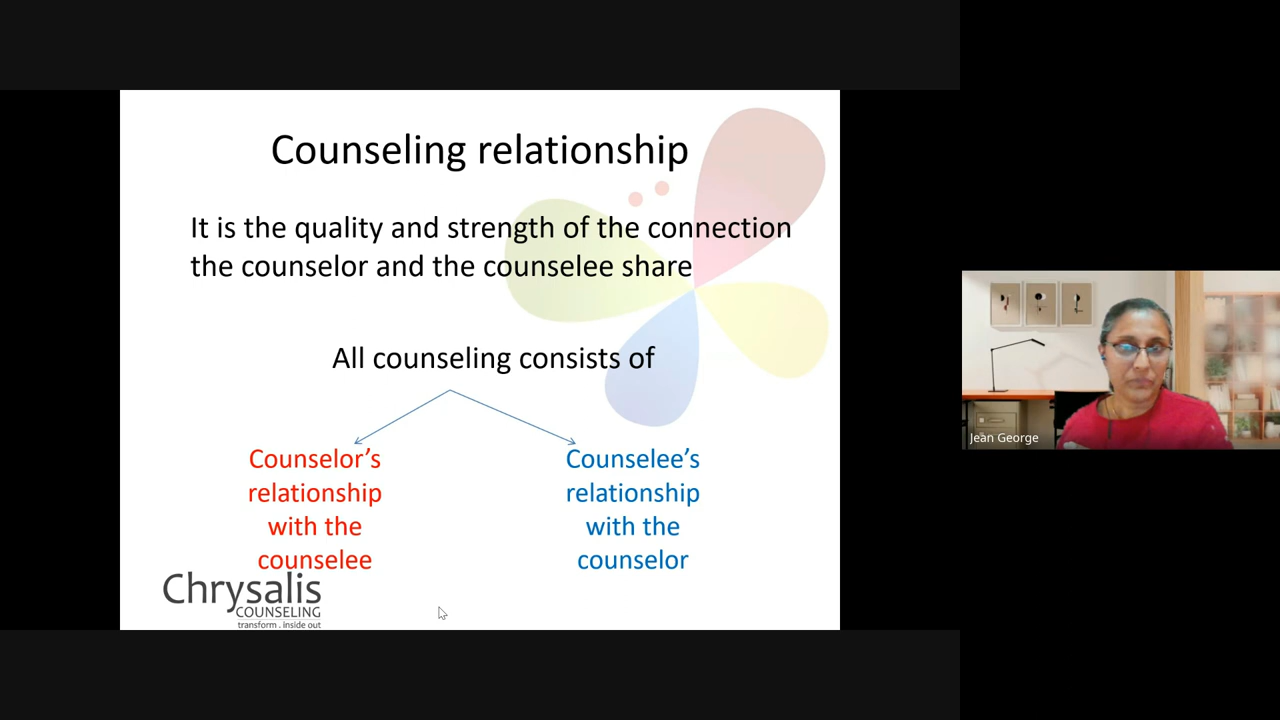 Counseling relationship
It is the quality and strength of the connection
the counselor and the counselee share
All counseling consists of
Counselor’s
relationship
with the
counselee
Counselee’s
relationship
with the
counselor
Chrysalis
COUNSELING
transform . inside out
Jean George